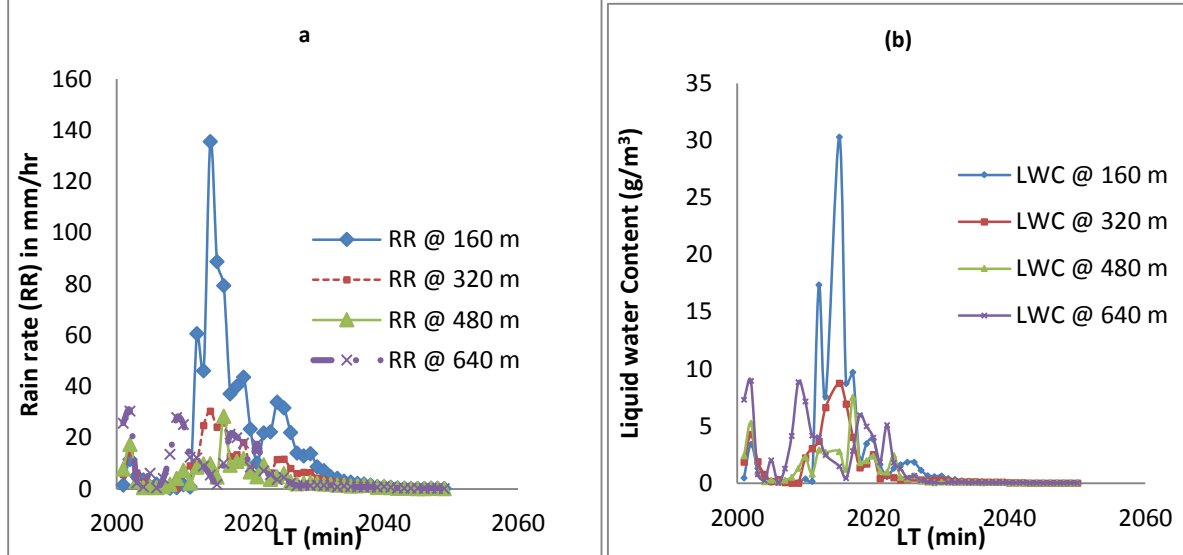 a
160
140
120
100
80
60
40
20
0
Rain rate (RR) in mm/hr
RR @ 160 m
RR @ 320 m
RR @ 480 m
RR @ 640 m
2000 2020 2040 2060
LT (min)
(b)
35
30
25
20
15
10
5
0
Liquid water Content (g/m³)
LWC @ 160 m
LWC @ 320 m
LWC @ 480 m
LWC @ 640 m
2000 2020 2040 2060
LT (min)